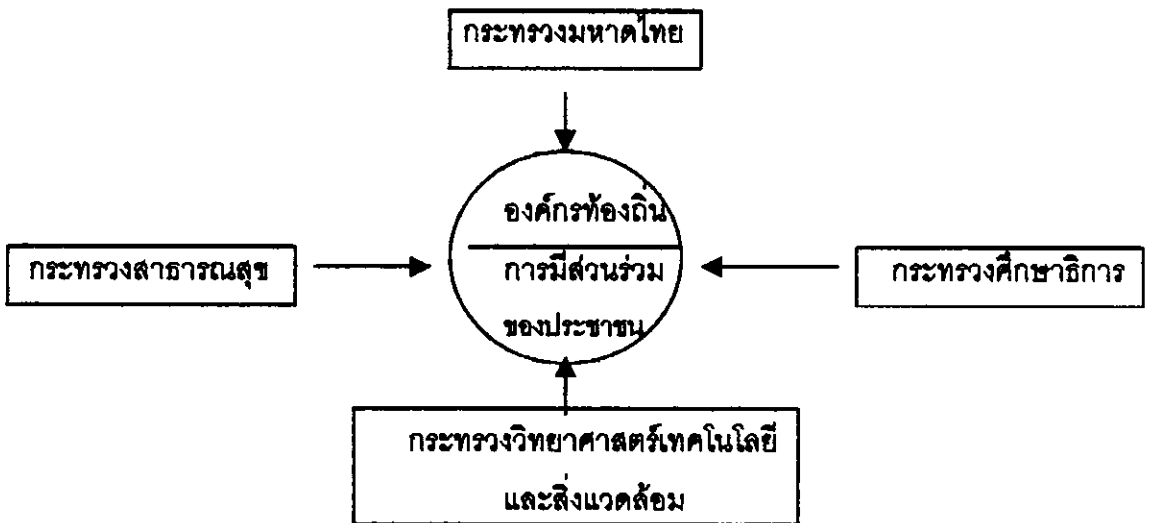 กระทรวงมหาดไทย
องค์กรท้องถิ่น
กระทรวงสาธารณสุข
การมีส่วนร่วม
กระทรวงศึกษาธิการ
ของประชาชน
กระทรวงวิทยาศาสตร์เทคโนโลยี
และสิ่งแวดล้อม